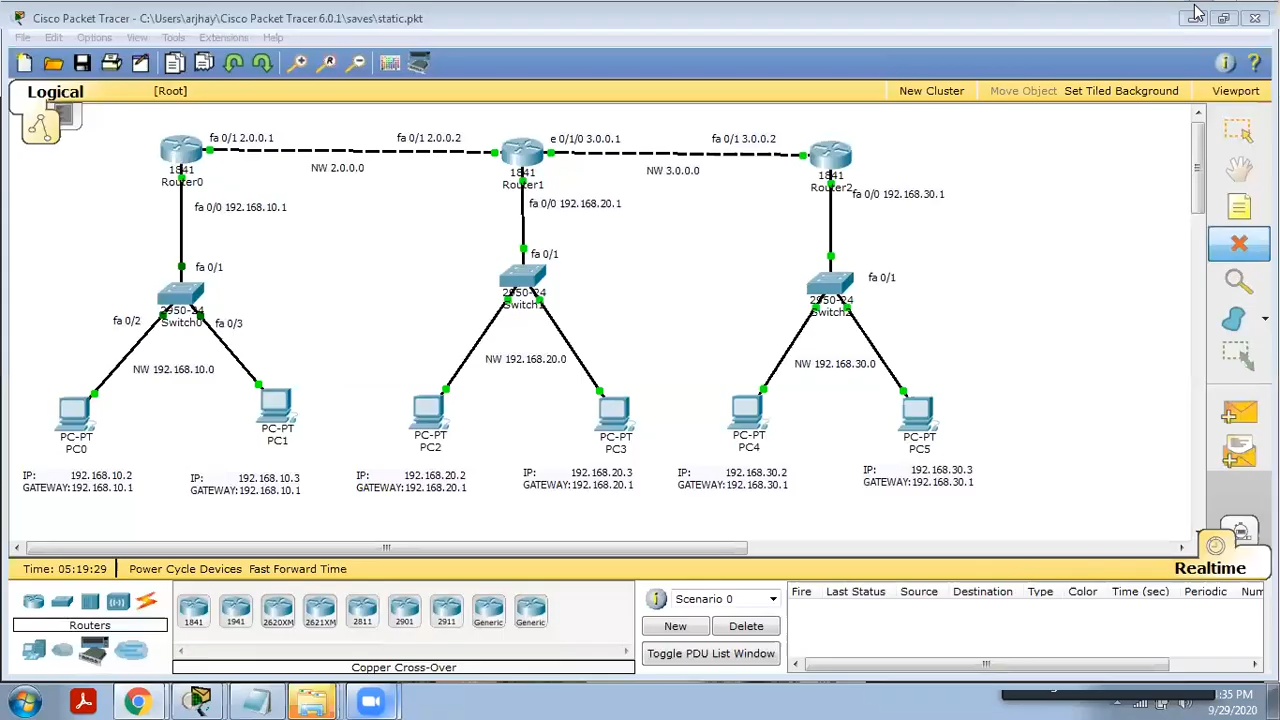 Cisco Packet Tracer - C:\Users\arjhay\Cisco Packet Tracer 6.0.1\saves\static.pkt
File Edit Options View Tools Extensions Help
Logical [Root] New Cluster Move Object Set Tiled Background Viewport
fa 0/1 2.0.0.1 fa 0/1 2.0.0.2 e 0/1/0 3.0.0.1 fa 0/1 3.0.0.2
NW 2.0.0.0 NW 3.0.0.0
1841 1841 1841
Router0 Router1 Router2
fa 0/0 192.168.10.1 fa 0/0 192.168.20.1 fa 0/0 192.168.30.1
fa 0/1 fa 0/1 fa 0/1
2950-24 2950-24 2950-24
Switch0 Switch1 Switch2
fa 0/2 fa 0/3
NW 192.168.10.0 NW 192.168.20.0 NW 192.168.30.0
PC-PT PC-PT PC-PT PC-PT PC-PT PC-PT
PC0 PC1 PC2 PC3 PC4 PC5
IP: 192.168.10.2 IP: 192.168.10.3 IP: 192.168.20.2 IP: 192.168.20.3 IP: 192.168.30.2 IP: 192.168.30.3
GATEWAY:192.168.10.1 GATEWAY:192.168.10.1 GATEWAY:192.168.20.1 GATEWAY:192.168.20.1 GATEWAY:192.168.30.1 GATEWAY:192.168.30.1
Time: 05:19:29 Power Cycle Devices Fast Forward Time Realtime
Routers
1841 1941 2620XM 2621XM 2811 2901 2911 Generic Generic
Copper Cross-Over
Scenario 0
New Delete
Toggle PDU List Window
Fire Last Status Source Destination Type Color Time (sec) Periodic Num
:35 PM
9/29/2020